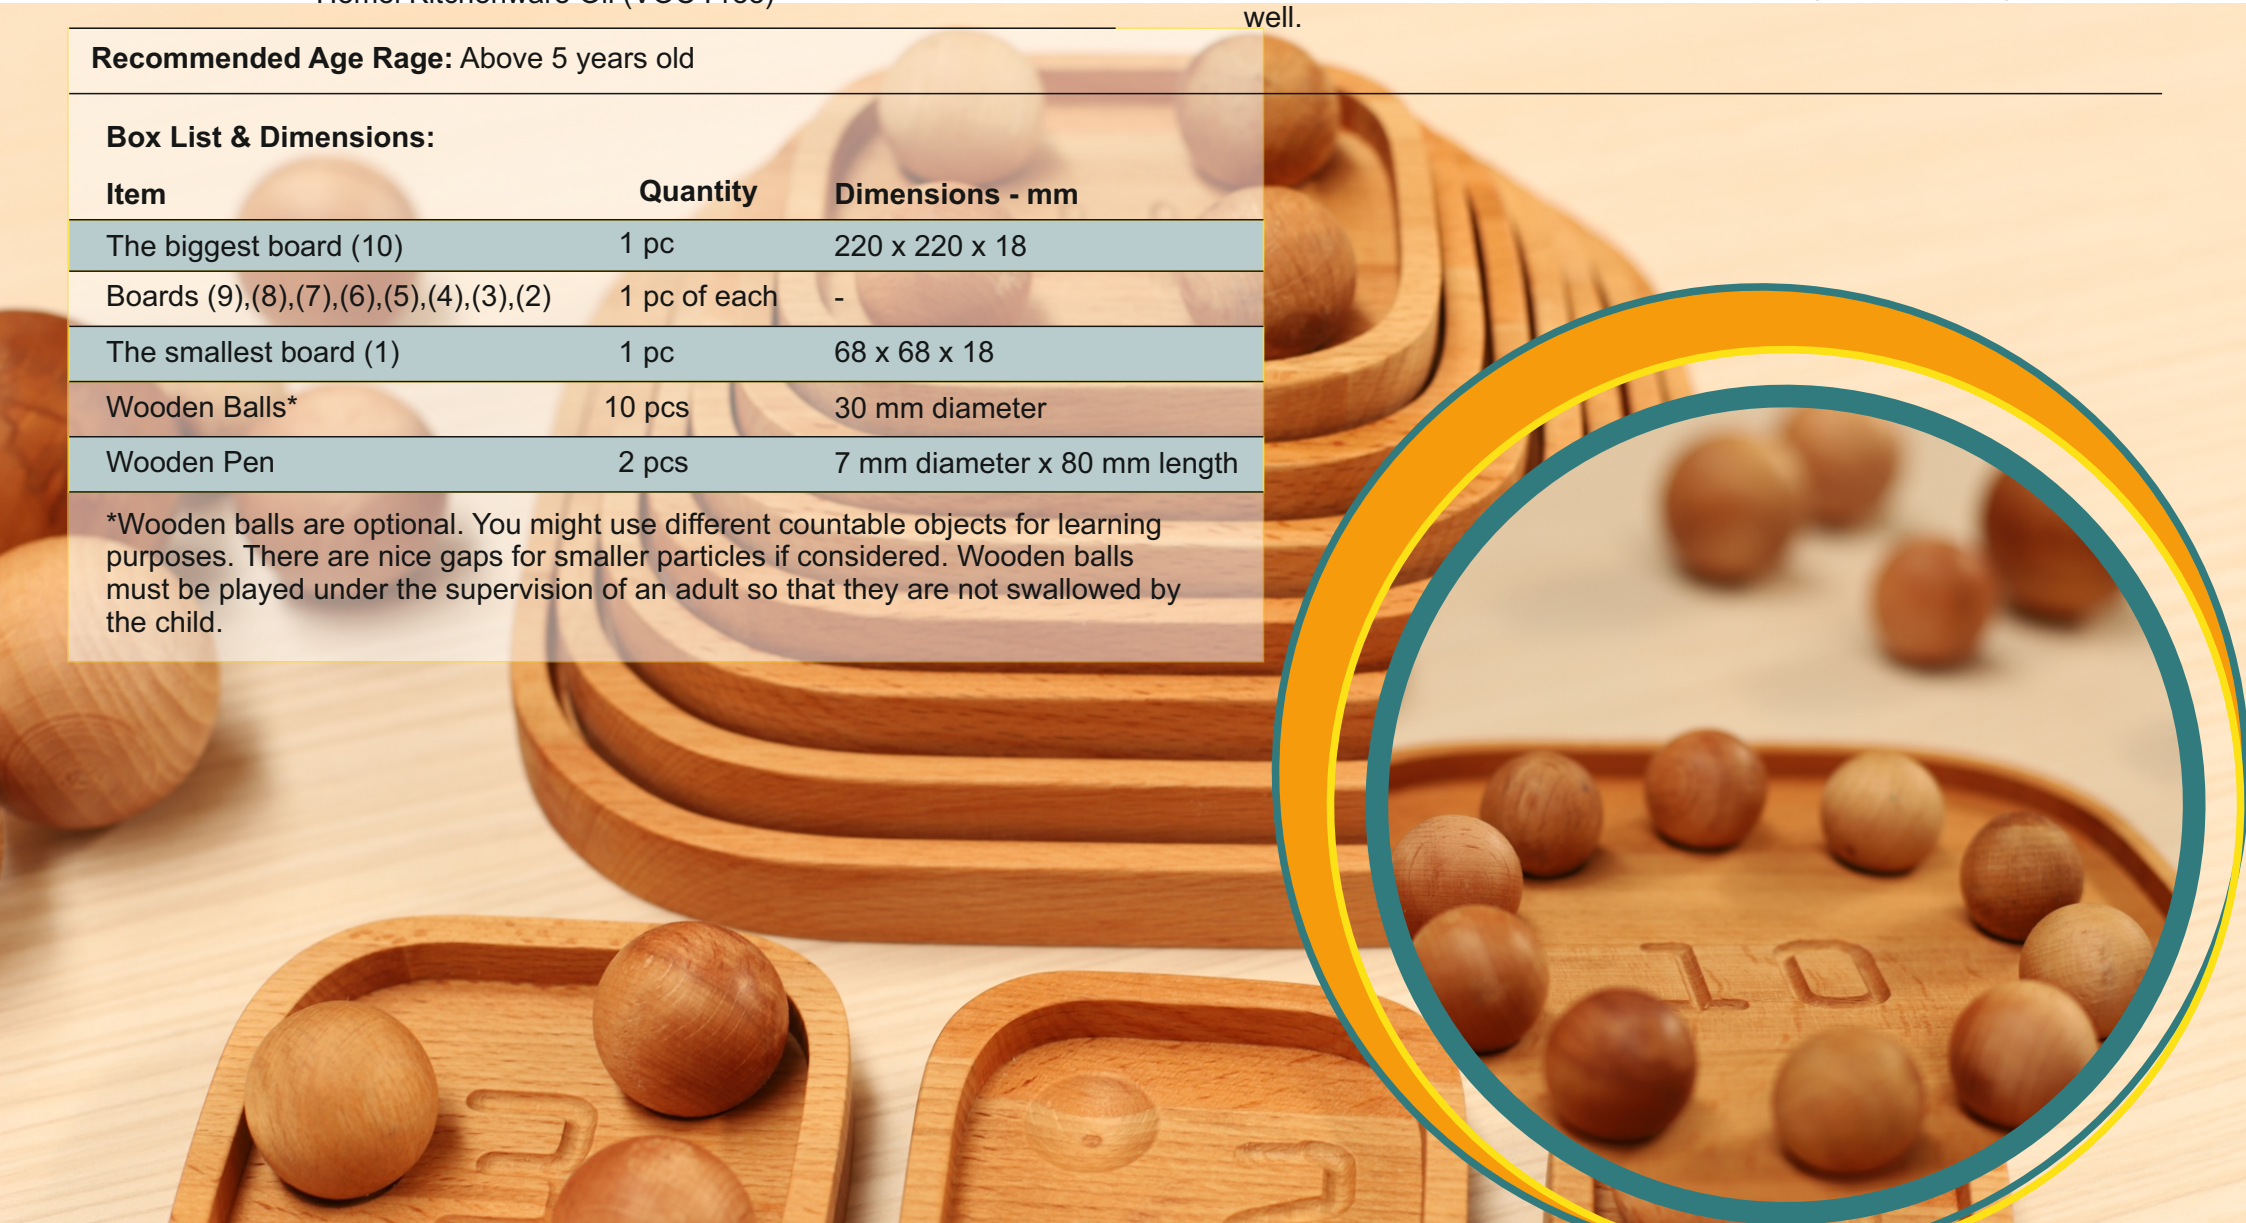 well.
Recommended Age Rage: Above 5 years old
Box List & Dimensions:
Item Quantity Dimensions - mm
The biggest board (10) 1 pc 220 x 220 x 18
Boards (9),(8),(7),(6),(5),(4),(3),(2) 1 pc of each -
The smallest board (1) 1 pc 68 x 68 x 18
Wooden Balls* 10 pcs 30 mm diameter
Wooden Pen 2 pcs 7 mm diameter x 80 mm length
*Wooden balls are optional. You might use different countable objects for learning
purposes. There are nice gaps for smaller particles if considered. Wooden balls
must be played under the supervision of an adult so that they are not swallowed by
the child.
10